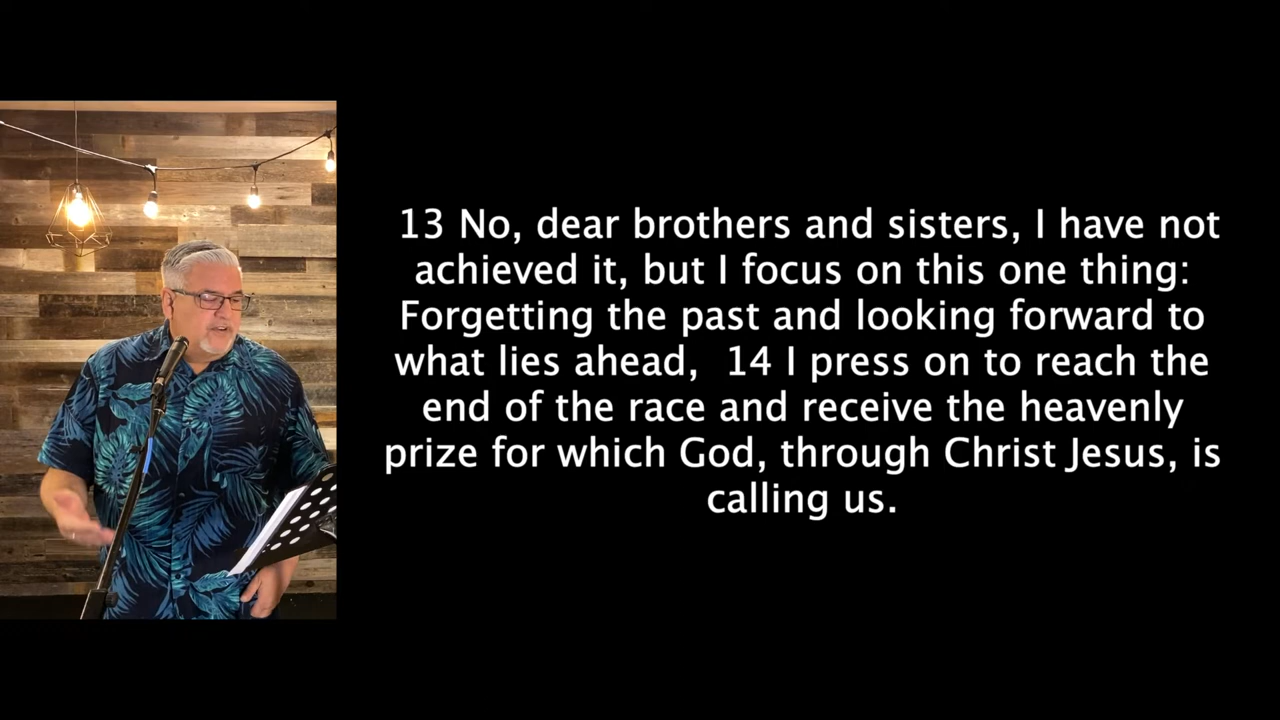 13 No, dear brothers and sisters, I have not
achieved it, but I focus on this one thing:
Forgetting the past and looking forward to
what lies ahead,  14 I press on to reach the
end of the race and receive the heavenly
prize for which God, through Christ Jesus, is
calling us.